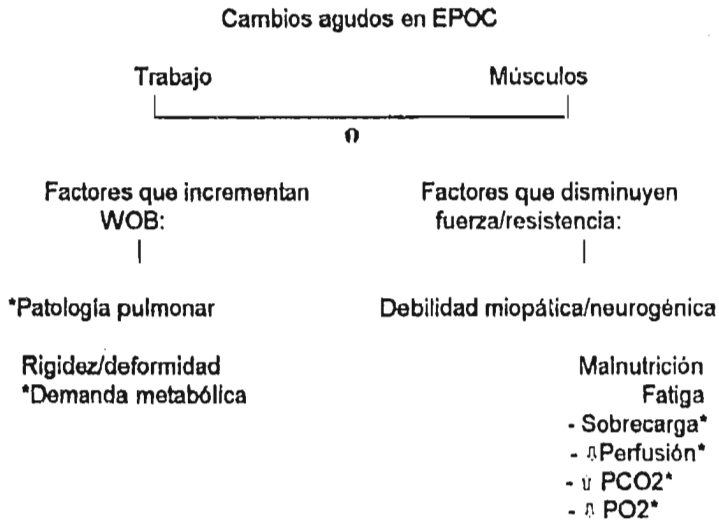 Cambios agudos en EPOC
Trabajo
Músculos
Factores que incrementan
WOB:
*Patología pulmonar
Rigidez/deformidad
*Demanda metabólica
Factores que disminuyen
fuerza/resistencia:
Debilidad miopática/neurogénica
Malnutrición
Fatiga
- Sobrecarga*
- ⇩Perfusión*
- ⇧ PCO2*
- ⇩ PO2*